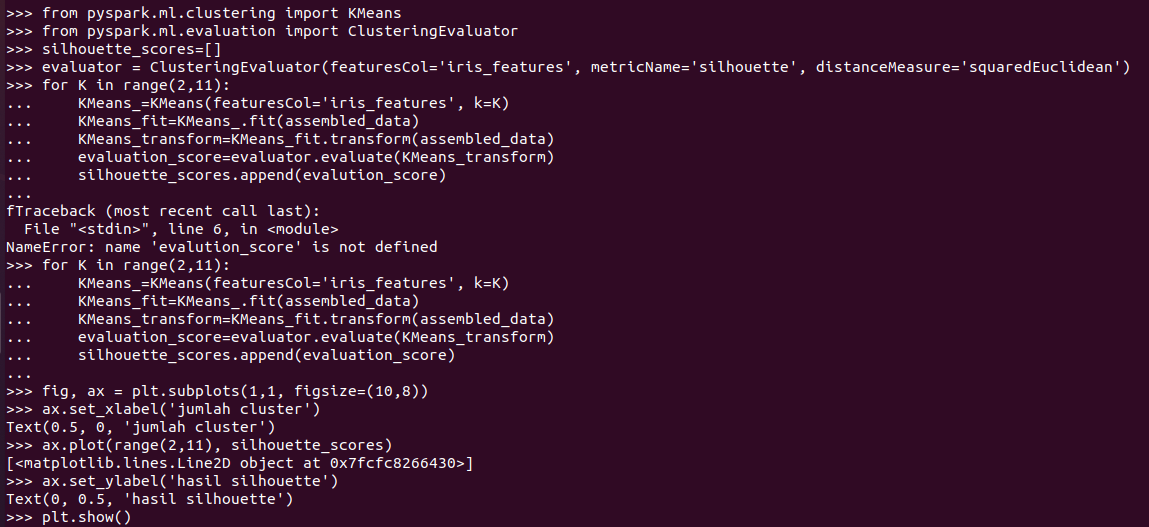 >>> from pyspark.ml.clustering import KMeans
>>> from pyspark.ml.evaluation import ClusteringEvaluator
>>> silhouette_scores=[]
>>> evaluator = ClusteringEvaluator(featuresCol='iris_features', metricName='silhouette', distanceMeasure='squaredEuclidean')
>>> for K in range(2,11):
...     KMeans_=KMeans(featuresCol='iris_features', k=K)
...     KMeans_fit=KMeans_.fit(assembled_data)
...     KMeans_transform=KMeans_fit.transform(assembled_data)
...     evaluation_score=evaluator.evaluate(KMeans_transform)
...     silhouette_scores.append(evalution_score)
...
fTraceback (most recent call last):
  File "<stdin>", line 6, in <module>
NameError: name 'evalution_score' is not defined
>>> for K in range(2,11):
...     KMeans_=KMeans(featuresCol='iris_features', k=K)
...     KMeans_fit=KMeans_.fit(assembled_data)
...     KMeans_transform=KMeans_fit.transform(assembled_data)
...     evaluation_score=evaluator.evaluate(KMeans_transform)
...     silhouette_scores.append(evaluation_score)
...
>>> fig, ax = plt.subplots(1,1, figsize=(10,8))
>>> ax.set_xlabel('jumlah cluster')
Text(0.5, 0, 'jumlah cluster')
>>> ax.plot(range(2,11), silhouette_scores)
[<matplotlib.lines.Line2D object at 0x7fcfc8266430>]
>>> ax.set_ylabel('hasil silhouette')
Text(0, 0.5, 'hasil silhouette')
>>> plt.show()